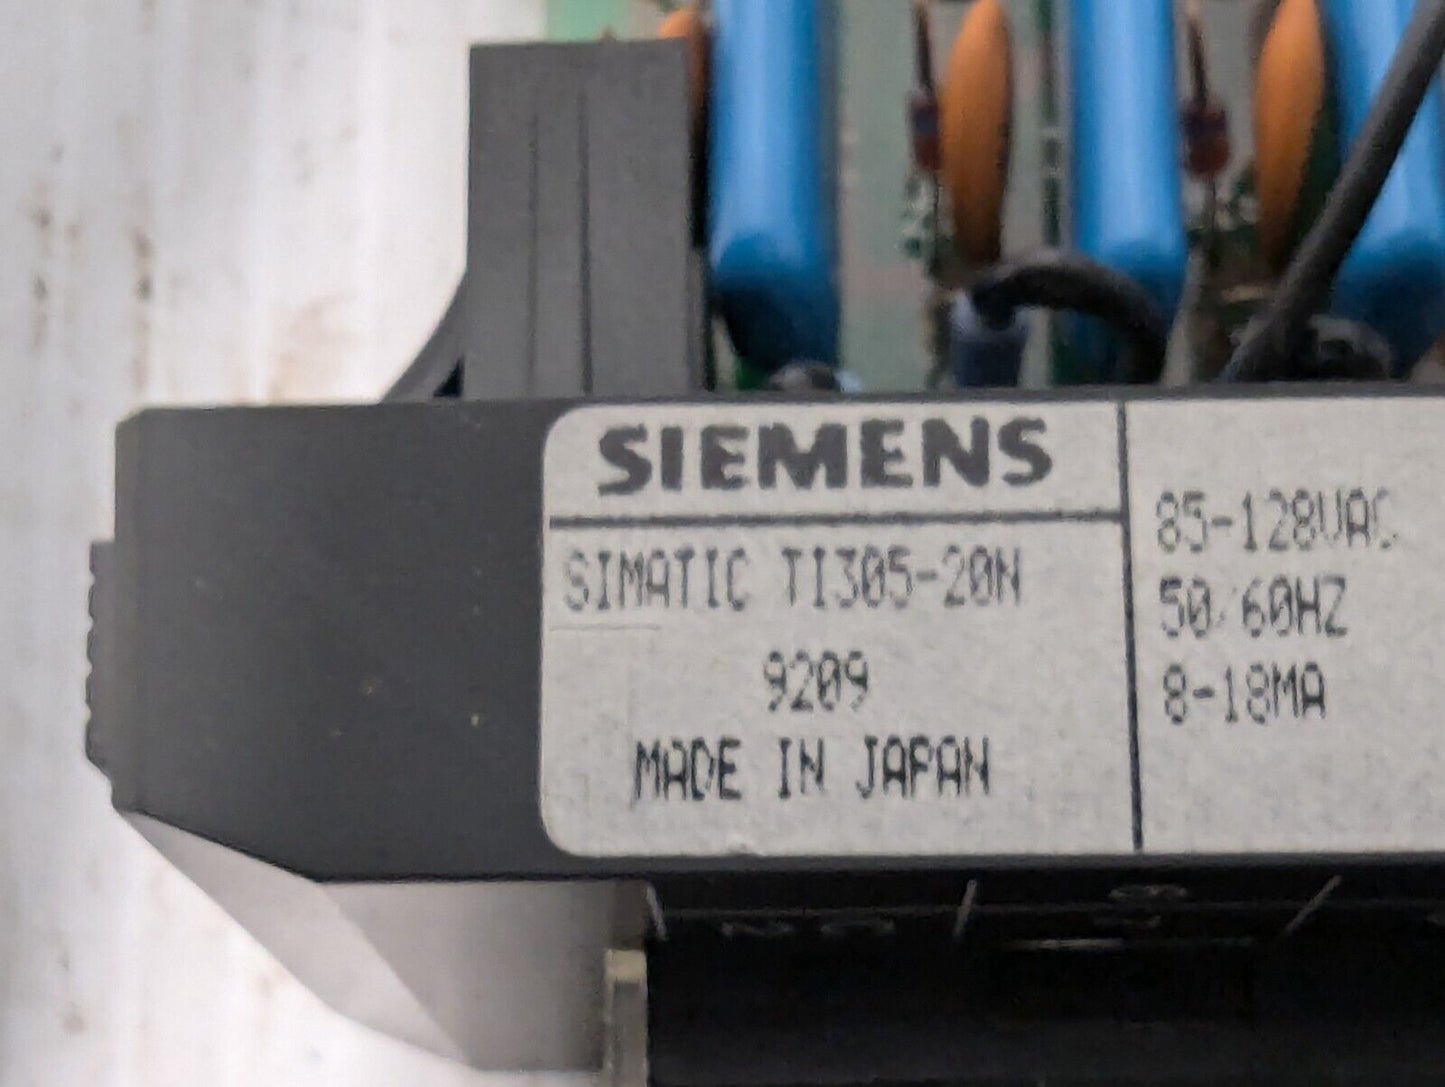 SIEMENS
SIMATIC TI305-20N
9209
MADE IN JAPAN
85-128VAC
50/60HZ
8-18MA